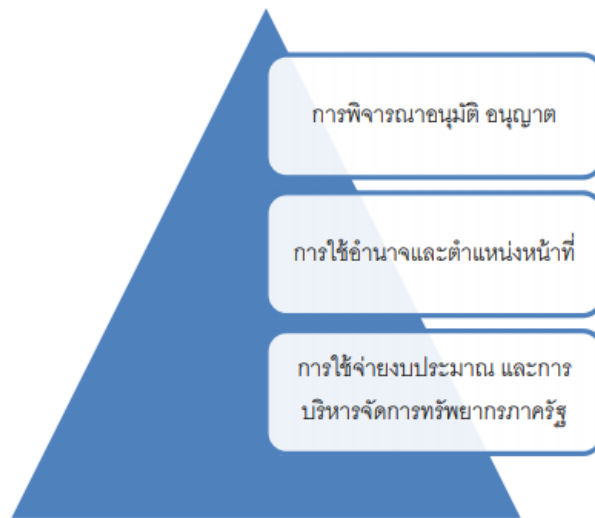 การพิจารณาอนุมัติ อนุญาต
การใช้อำนาจและตำแหน่งหน้าที่
การใช้จ่ายงบประมาณ และการ
บริหารจัดการทรัพยากรภาครัฐ